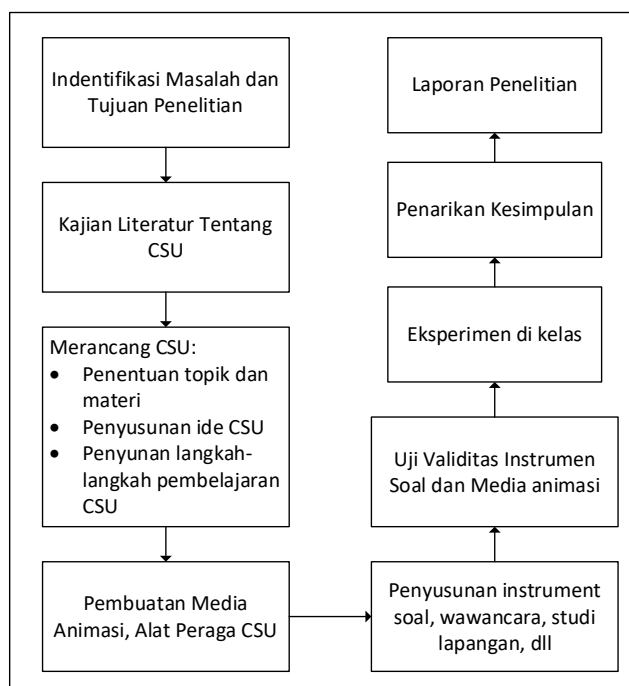 Indentifikasi Masalah dan
Tujuan Penelitian
Kajian Literatur Tentang
CSU
Merancang CSU:
• Penentuan topik dan
materi
• Penyusunan ide CSU
• Penyunan langkah-
langkah pembelajaran
CSU
Pembuatan Media
Animasi, Alat Peraga CSU
Penyusunan instrument
soal, wawancara, studi
lapangan, dll
Uji Validitas Instrumen
Soal dan Media animasi
Eksperimen di kelas
Penarikan Kesimpulan
Laporan Penelitian